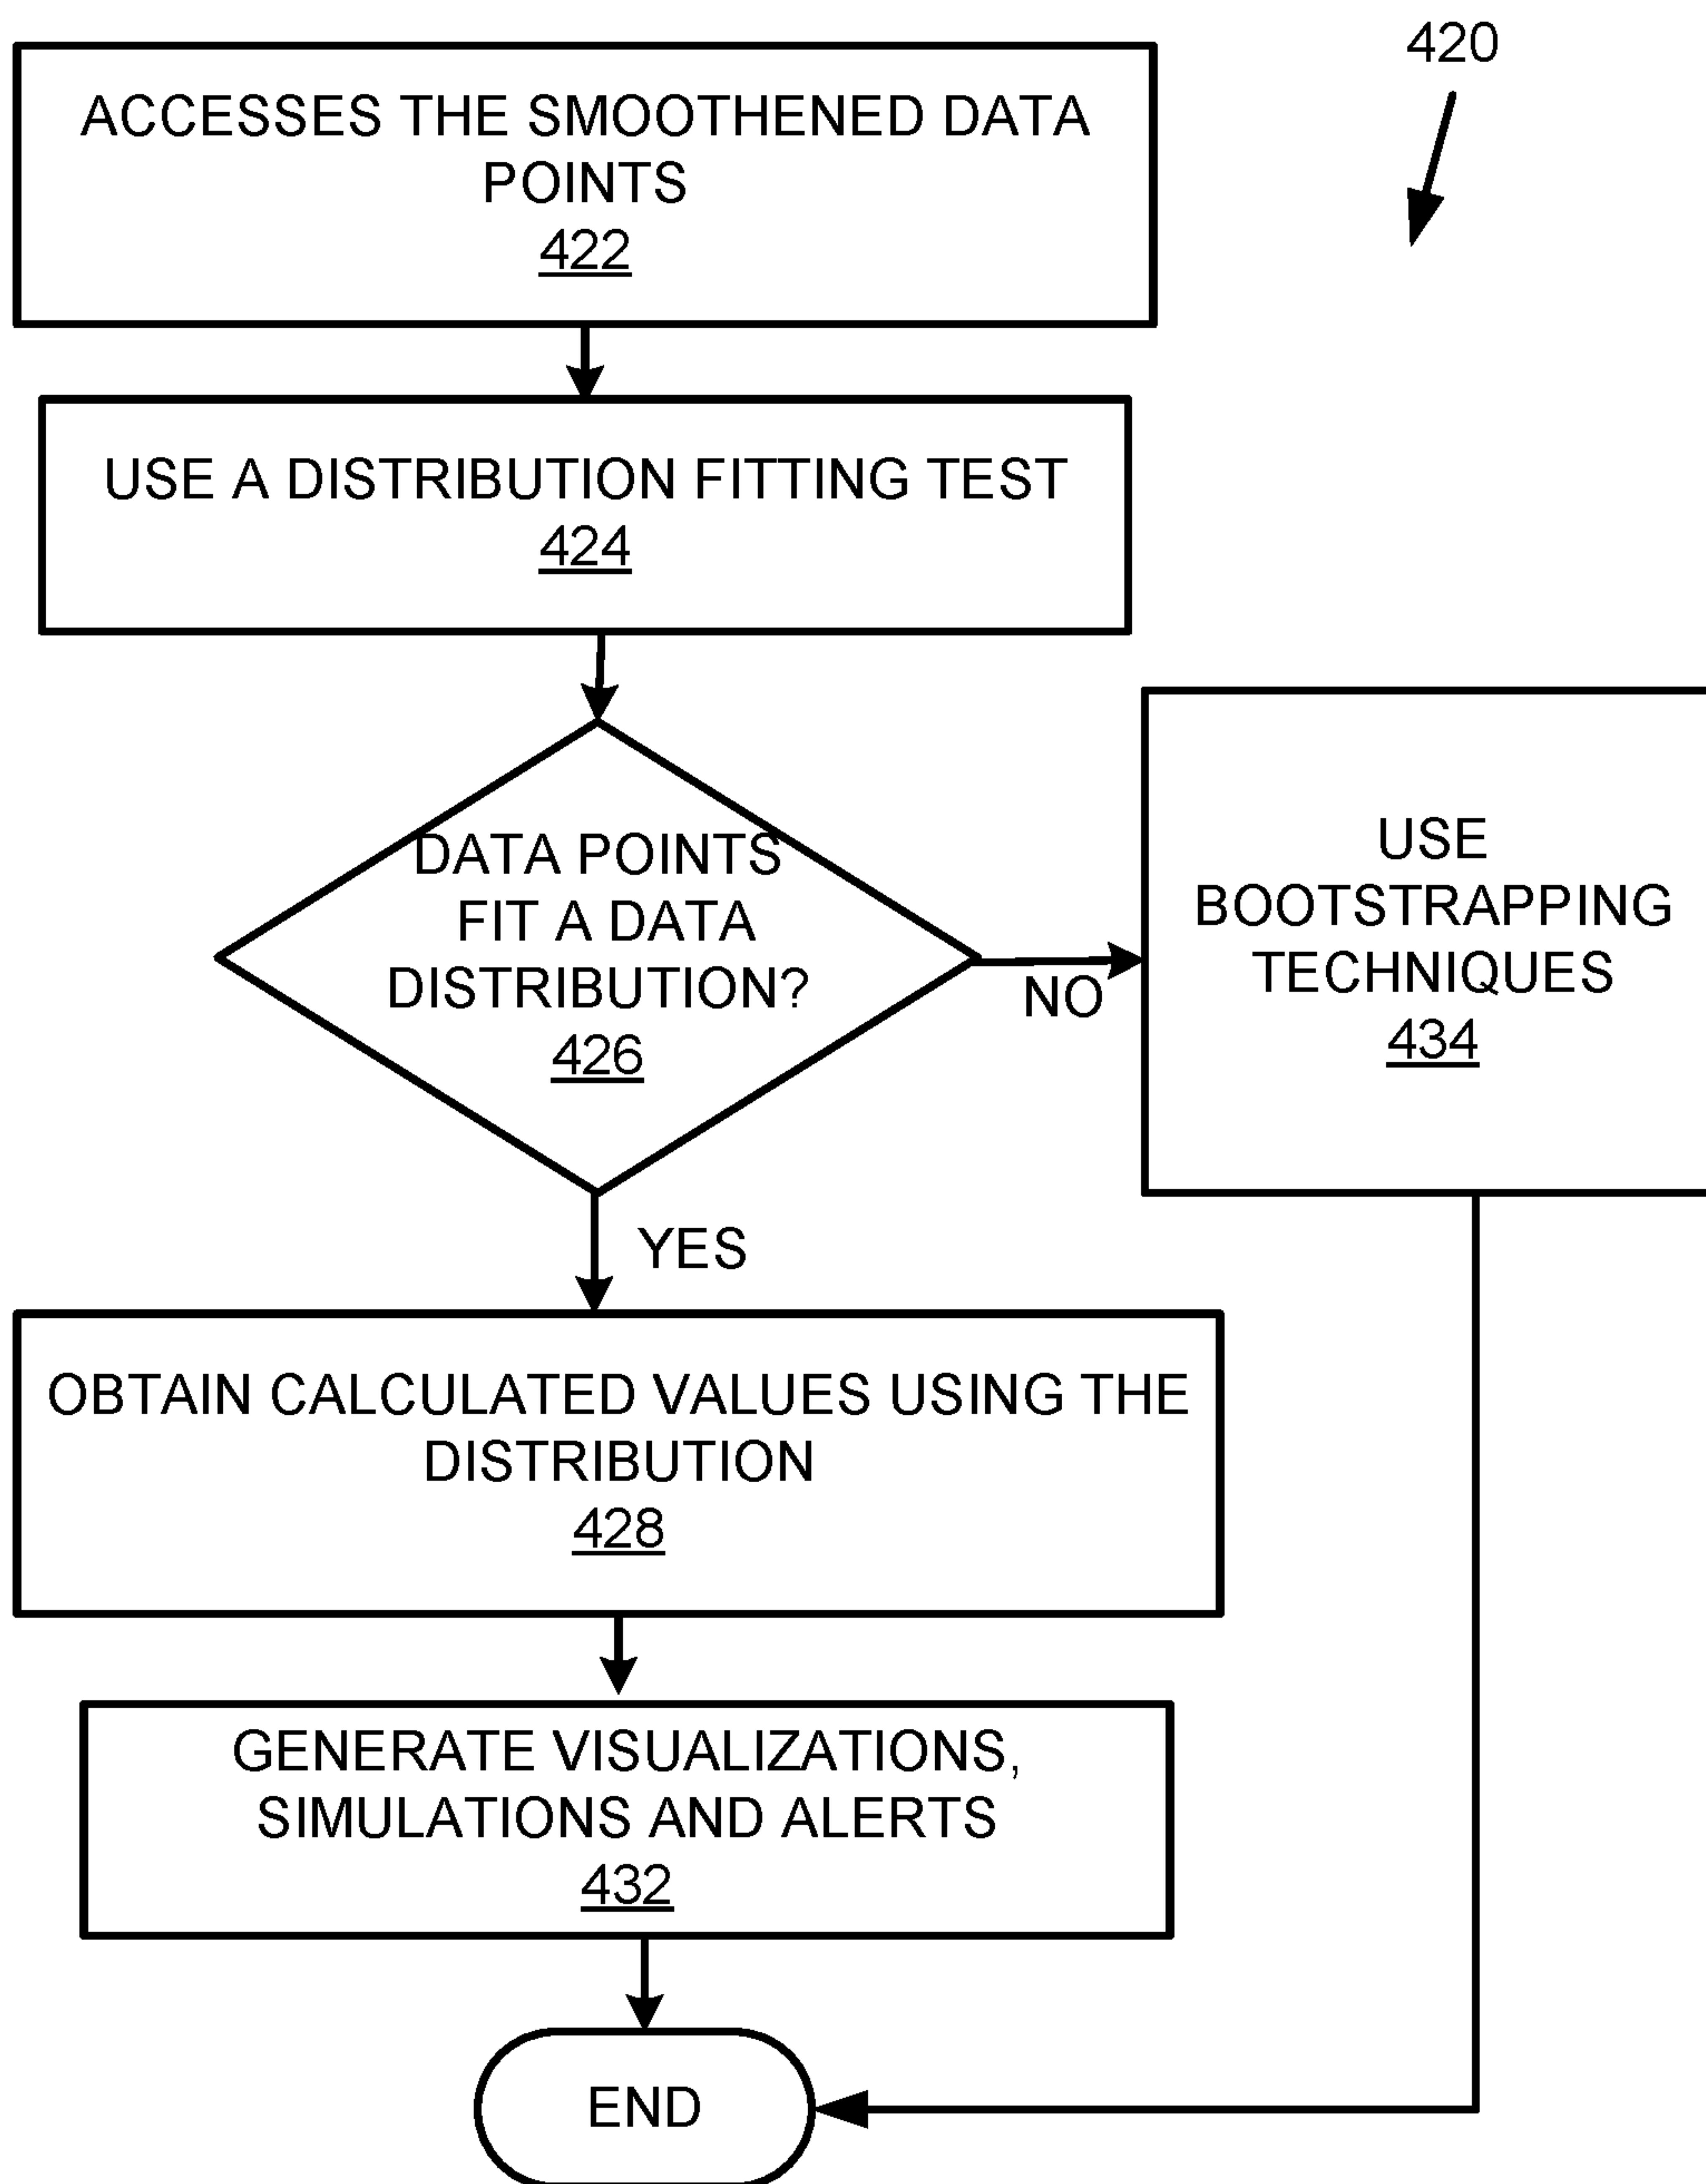 420
ACCESSES THE SMOOTHENED DATA
POINTS
422
USE A DISTRIBUTION FITTING TEST
424
DATA POINTS
FIT A DATA
DISTRIBUTION?
426
NO
USE
BOOTSTRAPPING
TECHNIQUES
434
YES
OBTAIN CALCULATED VALUES USING THE
DISTRIBUTION
428
GENERATE VISUALIZATIONS,
SIMULATIONS AND ALERTS
432
END